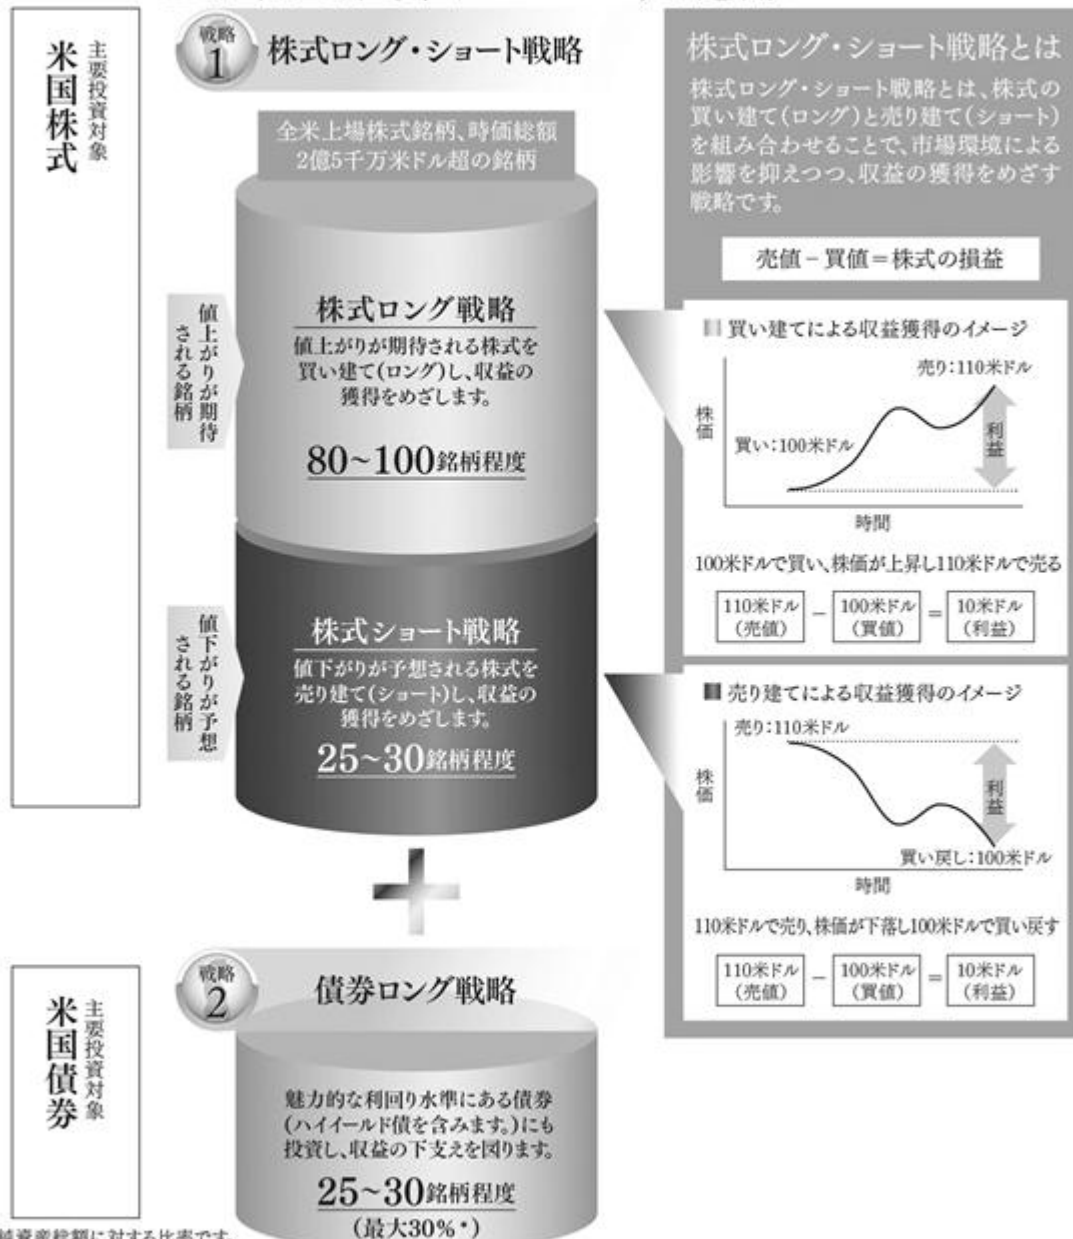 主要投資対象
米国株式
戦略
1
株式ロング・ショート戦略
全米上場株式銘柄、時価総額
2億5千万米ドル超の銘柄
値上がりが期待
される銘柄
株式ロング戦略
値上がりが期待される株式を
買い建て(ロング)し、収益の
獲得をめざします。
80~100銘柄程度
値下がりが予想
される銘柄
株式ショート戦略
値下がりが予想される株式を
売り建て(ショート)し、収益の
獲得をめざします。
25~30銘柄程度
株式ロング・ショート戦略とは
株式ロング・ショート戦略とは、株式の
買い建て(ロング)と売り建て(ショート)
を組み合わせることで、市場環境による
影響を抑えつつ、収益の獲得をめざす
戦略です。
売値-買値=株式の損益
買い建てによる収益獲得のイメージ
売り:110米ドル
株価
買い:100米ドル
利益
時間
100米ドルで買い、株価が上昇し110米ドルで売る
110米ドル
(売値)
-
100米ドル
(買値)
=
10米ドル
(利益)
売り建てによる収益獲得のイメージ
売り:110米ドル
株価
利益
買い戻し:100米ドル
時間
110米ドルで売り、株価が下落し100米ドルで買い戻す
110米ドル
(売値)
-
100米ドル
(買値)
=
10米ドル
(利益)
+
主要投資対象
米国債券
戦略
2
債券ロング戦略
魅力的な利回り水準にある債券
(ハイイールド債を含みます。)にも
投資し、収益の下支えを図ります。
25~30銘柄程度
(最大30%*)
純資産総額に対する比率です